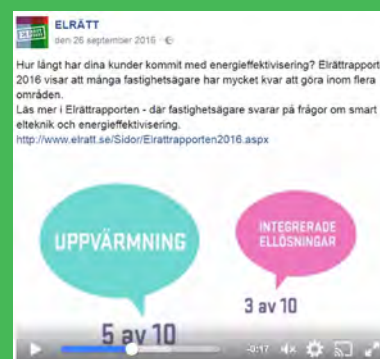 ELRÄTT
den 26 september 2016 ·
Hur långt har dina kunder kommit med energieffektivisering? Elrättrapport
2016 visar att många fastighetsägare har mycket kvar att göra inom flera
områden.
Läs mer i Elrättrapporten - där fastighetsägare svarar på frågor om smart
elteknik och energieffektivisering.
http://www.elratt.se/Sidor/Elrattrapporten2016.aspx
UPPVÄRMNING
INTEGRERADE
ELLÖSNINGAR
3 av 10
5 av 10
-0:17